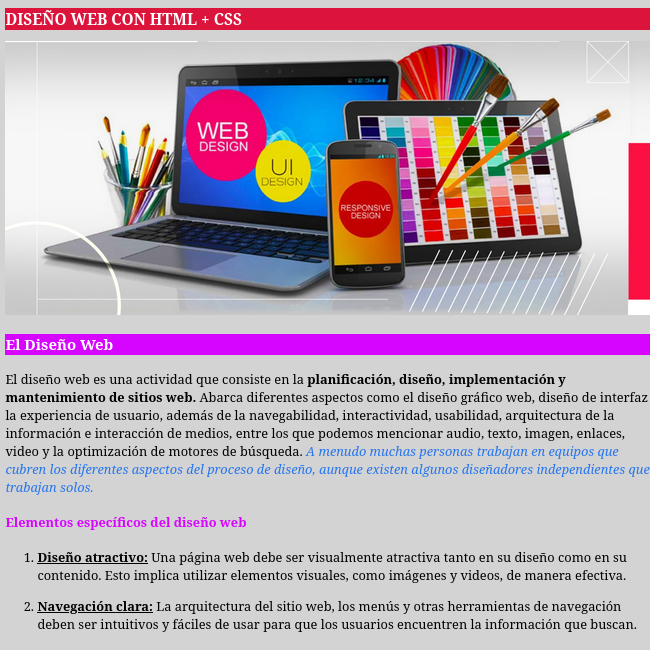 DISEÑO WEB CON HTML + CSS
WEB
DESIGN
UI
DESIGN
RESPONSIVE
DESIGN
El Diseño Web
El diseño web es una actividad que consiste en la planificación, diseño, implementación y
mantenimiento de sitios web. Abarca diferentes aspectos como el diseño gráfico web, diseño de interfaz
la experiencia de usuario, además de la navegabilidad, interactividad, usabilidad, arquitectura de la
información e interacción de medios, entre los que podemos mencionar audio, texto, imagen, enlaces,
video y la optimización de motores de búsqueda. A menudo muchas personas trabajan en equipos que
cubren los diferentes aspectos del proceso de diseño, aunque existen algunos diseñadores independientes que
trabajan solos.
Elementos específicos del diseño web
1. Diseño atractivo: Una página web debe ser visualmente atractiva tanto en su diseño como en su
contenido. Esto implica utilizar elementos visuales, como imágenes y videos, de manera efectiva.
2. Navegación clara: La arquitectura del sitio web, los menús y otras herramientas de navegación
deben ser intuitivos y fáciles de usar para que los usuarios encuentren la información que buscan.